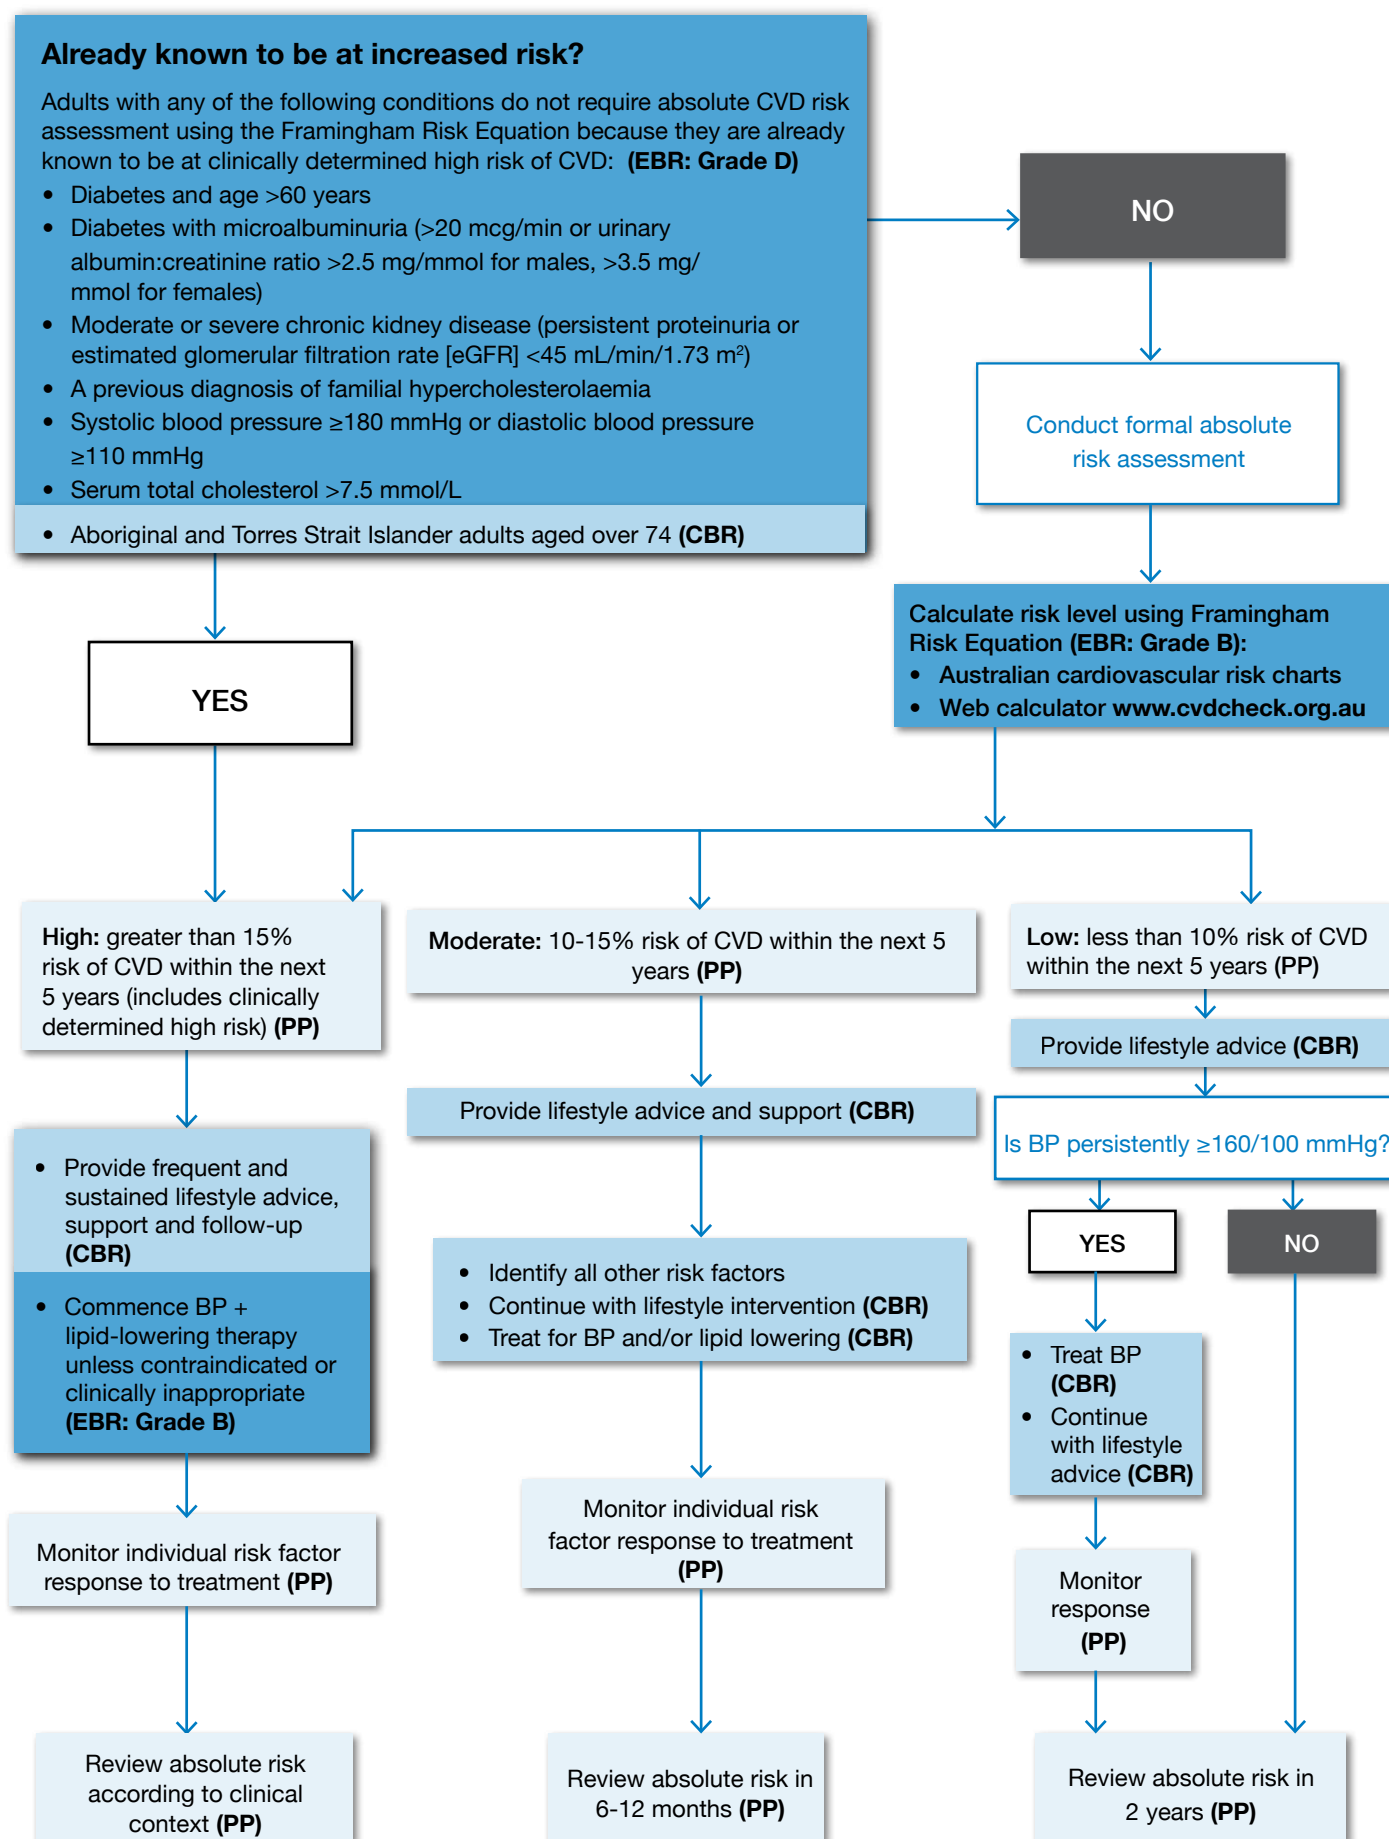 Already known to be at increased risk?
Adults with any of the following conditions do not require absolute CVD risk
assessment using the Framingham Risk Equation because they are already
known to be at clinically determined high risk of CVD: (EBR: Grade D)
• Diabetes and age >60 years
• Diabetes with microalbuminuria (>20 mcg/min or urinary
albumin:creatinine ratio >2.5 mg/mmol for males, >3.5 mg/
mmol for females)
• Moderate or severe chronic kidney disease (persistent proteinuria or
estimated glomerular filtration rate [eGFR] <45 mL/min/1.73 m²)
• A previous diagnosis of familial hypercholesterolaemia
• Systolic blood pressure ≥180 mmHg or diastolic blood pressure
≥110 mmHg
• Serum total cholesterol >7.5 mmol/L
• Aboriginal and Torres Strait Islander adults aged over 74 (CBR)
NO
Conduct formal absolute
risk assessment
Calculate risk level using Framingham
Risk Equation (EBR: Grade B):
• Australian cardiovascular risk charts
• Web calculator www.cvdcheck.org.au
YES
High: greater than 15%
risk of CVD within the next
5 years (includes clinically
determined high risk) (PP)
• Provide frequent and
sustained lifestyle advice,
support and follow-up
(CBR)
• Commence BP +
lipid-lowering therapy
unless contraindicated or
clinically inappropriate
(EBR: Grade B)
Monitor individual risk factor
response to treatment (PP)
Review absolute risk
according to clinical
context (PP)
Moderate: 10-15% risk of CVD within the next 5
years (PP)
Provide lifestyle advice and support (CBR)
• Identify all other risk factors
• Continue with lifestyle intervention (CBR)
• Treat for BP and/or lipid lowering (CBR)
Monitor individual risk
factor response to treatment
(PP)
Review absolute risk in
6-12 months (PP)
Low: less than 10% risk of CVD
within the next 5 years (PP)
Provide lifestyle advice (CBR)
Is BP persistently ≥160/100 mmHg?
YES
NO
• Treat BP
(CBR)
• Continue
with lifestyle
advice (CBR)
Monitor
response
(PP)
Review absolute risk in
2 years (PP)